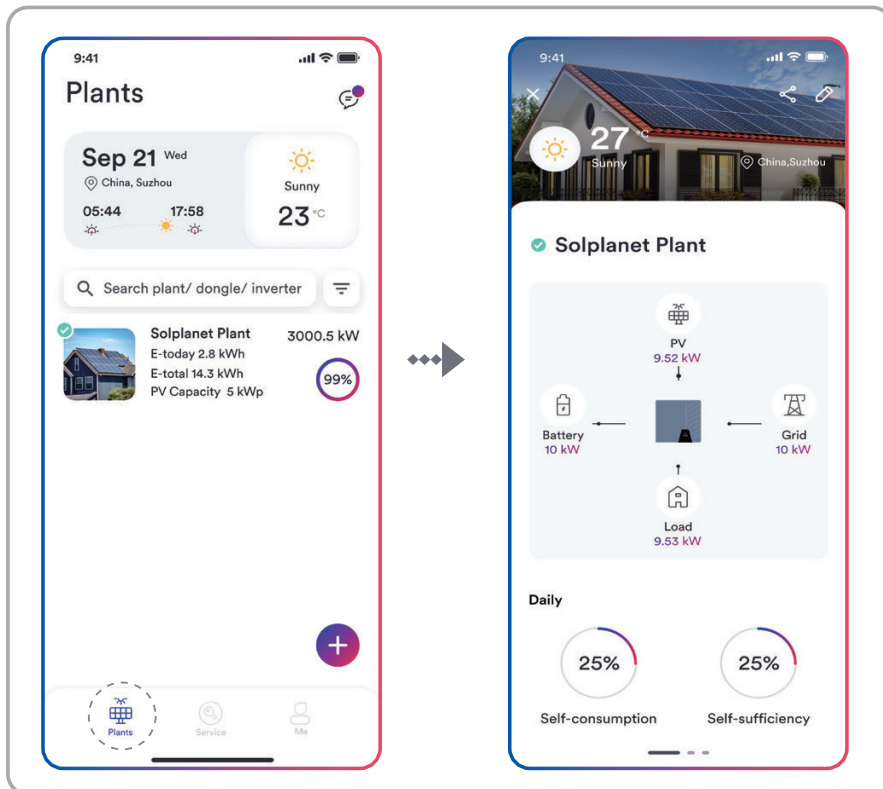 9:41
Plants
Sep 21 Wed
China, Suzhou
05:44 17:58
Sunny
23 °C
Search plant/ dongle/ inverter
Solplanet Plant
3000.5 kW
E-today 2.8 kWh
E-total 14.3 kWh
PV Capacity 5 kWp
99%
Plants
Service
Me
9:41
27 °C
Sunny
China,Suzhou
Solplanet Plant
PV
9.52 kW
Battery
10 kW
Grid
10 kW
Load
9.53 kW
Daily
25%
25%
Self-consumption
Self-sufficiency